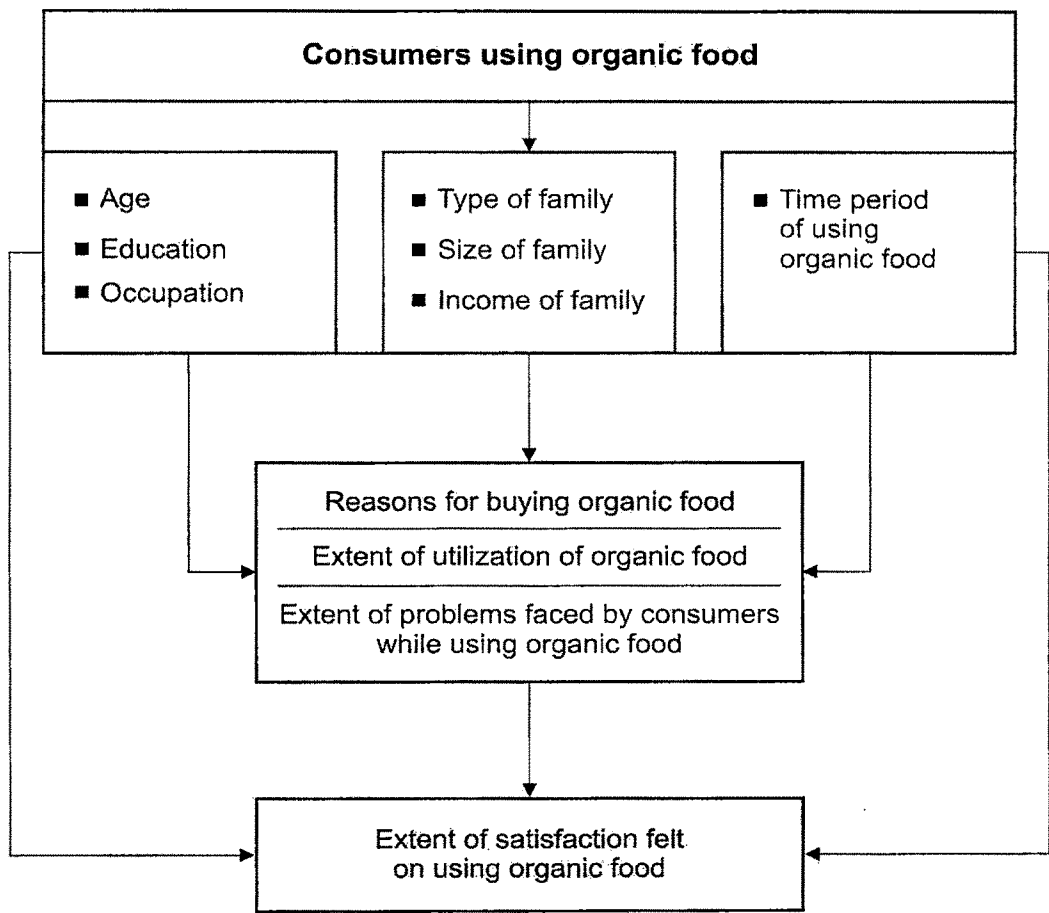 Consumers using organic food
■ Age
■ Education
■ Occupation
■ Type of family
■ Size of family
■ Income of family
■ Time period
of using
organic food
Reasons for buying organic food
Extent of utilization of organic food
Extent of problems faced by consumers
while using organic food
Extent of satisfaction felt
on using organic food